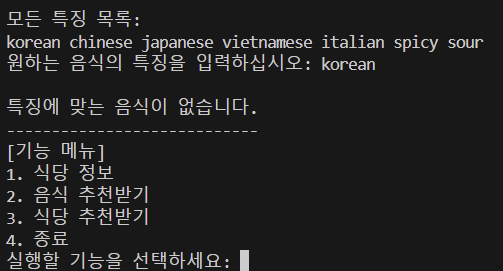 모든 특징 목록:
korean chinese japanese vietnamese italian spicy sour
원하는 음식의 특징을 입력하십시오: korean
특징에 맞는 음식이 없습니다.
----------------------------
[기능 메뉴]
1. 식당 정보
2. 음식 추천받기
3. 식당 추천받기
4. 종료
실행할 기능을 선택하세요: